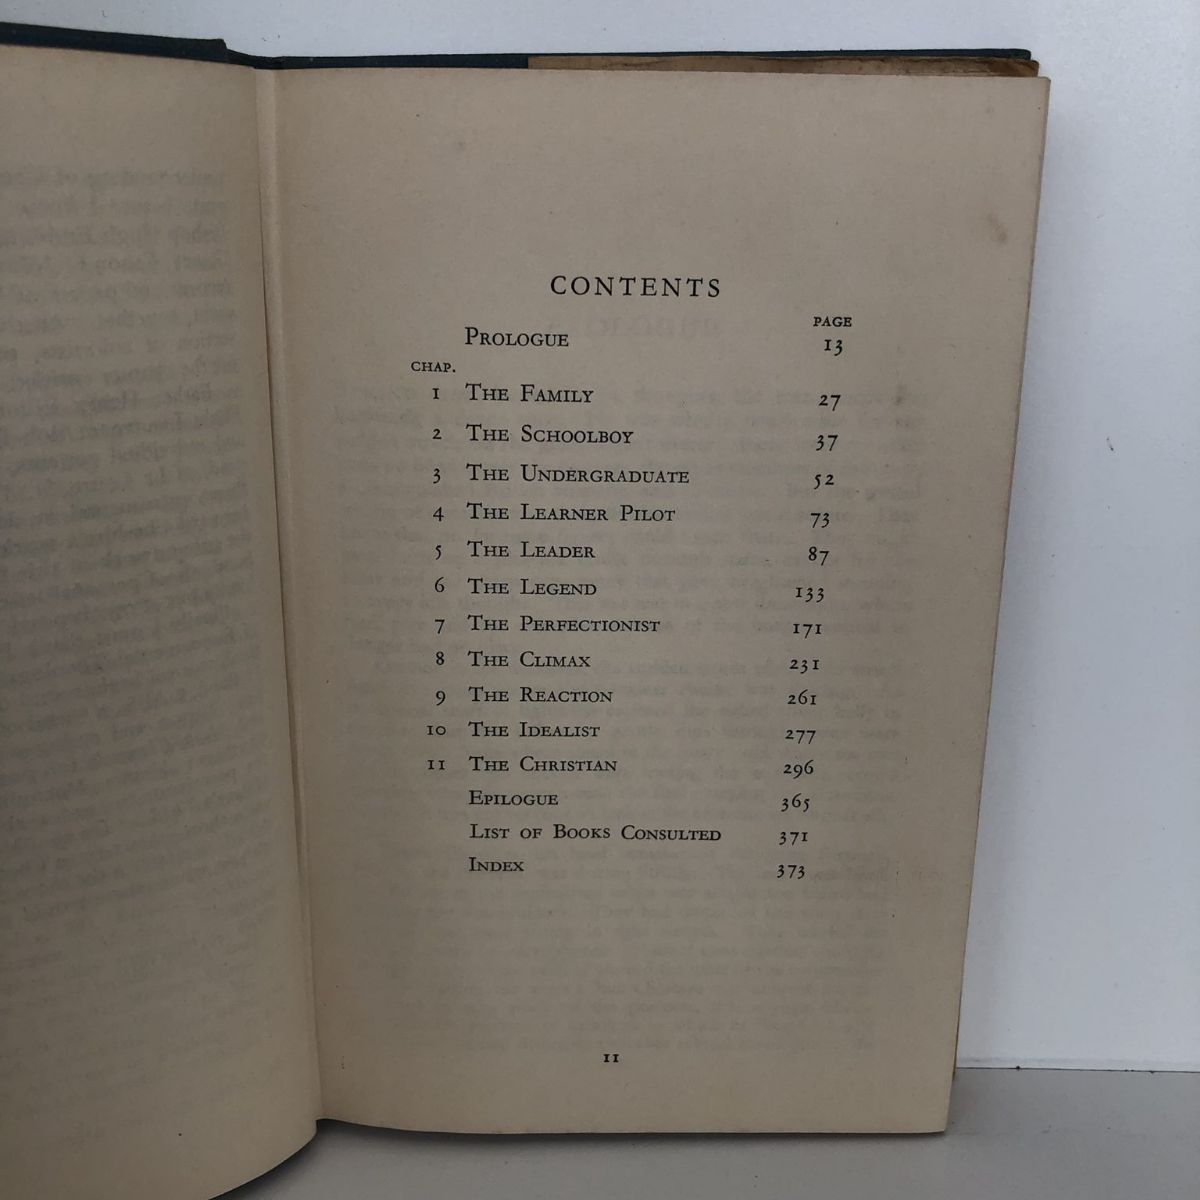 CONTENTS
PAGE
PROLOGUE 13
CHAP.
1 THE FAMILY 27
2 THE SCHOOLBOY 37
3 THE UNDERGRADUATE 52
4 THE LEARNER PILOT 73
5 THE LEADER 87
6 THE LEGEND 133
7 THE PERFECTIONIST 171
8 THE CLIMAX 231
9 THE REACTION 261
10 THE IDEALIST 277
11 THE CHRISTIAN 296
EPILOGUE 365
LIST OF BOOKS CONSULTED 371
INDEX 373
11